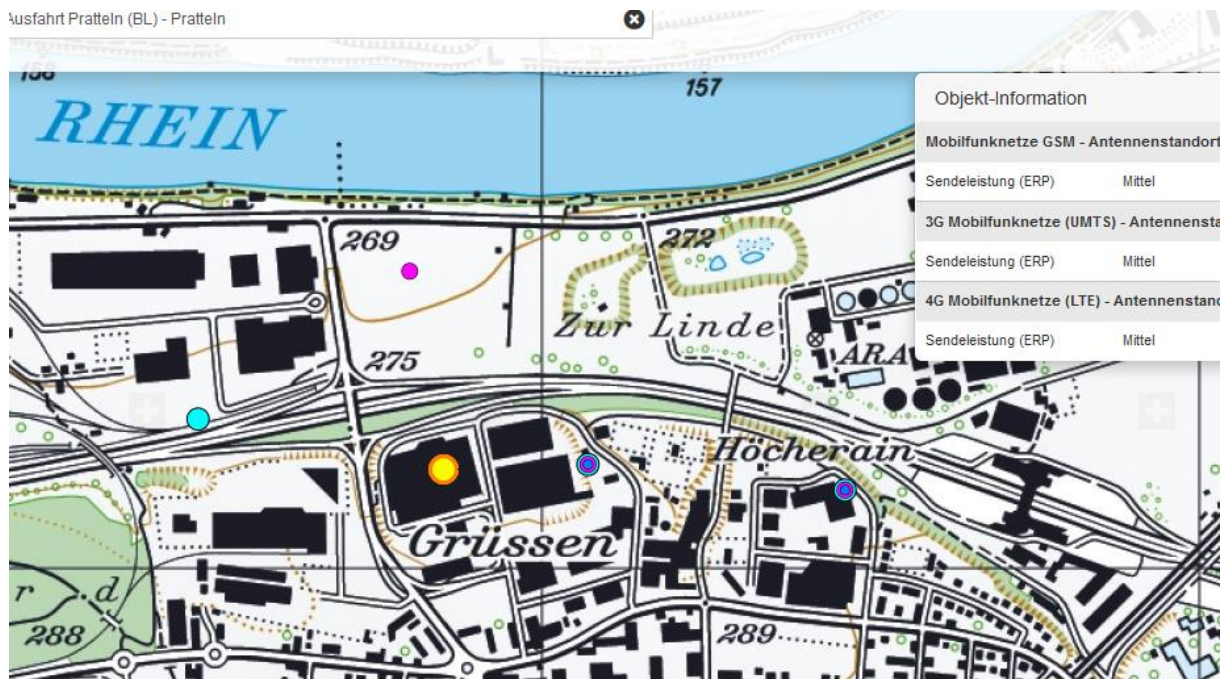 Ausfahrt Pratteln (BL) - Pratteln
158
157
RHEIN
Objekt-Information
Mobilfunknetze GSM - Antennenstandort
Sendeleistung (ERP) Mittel
3G Mobilfunknetze (UMTS) - Antennensta
Sendeleistung (ERP) Mittel
4G Mobilfunknetze (LTE) - Antennenstand
Sendeleistung (ERP) Mittel
269
272
Zur Linde
275
ARA
Höcherain
Grüssen
r d
288
289